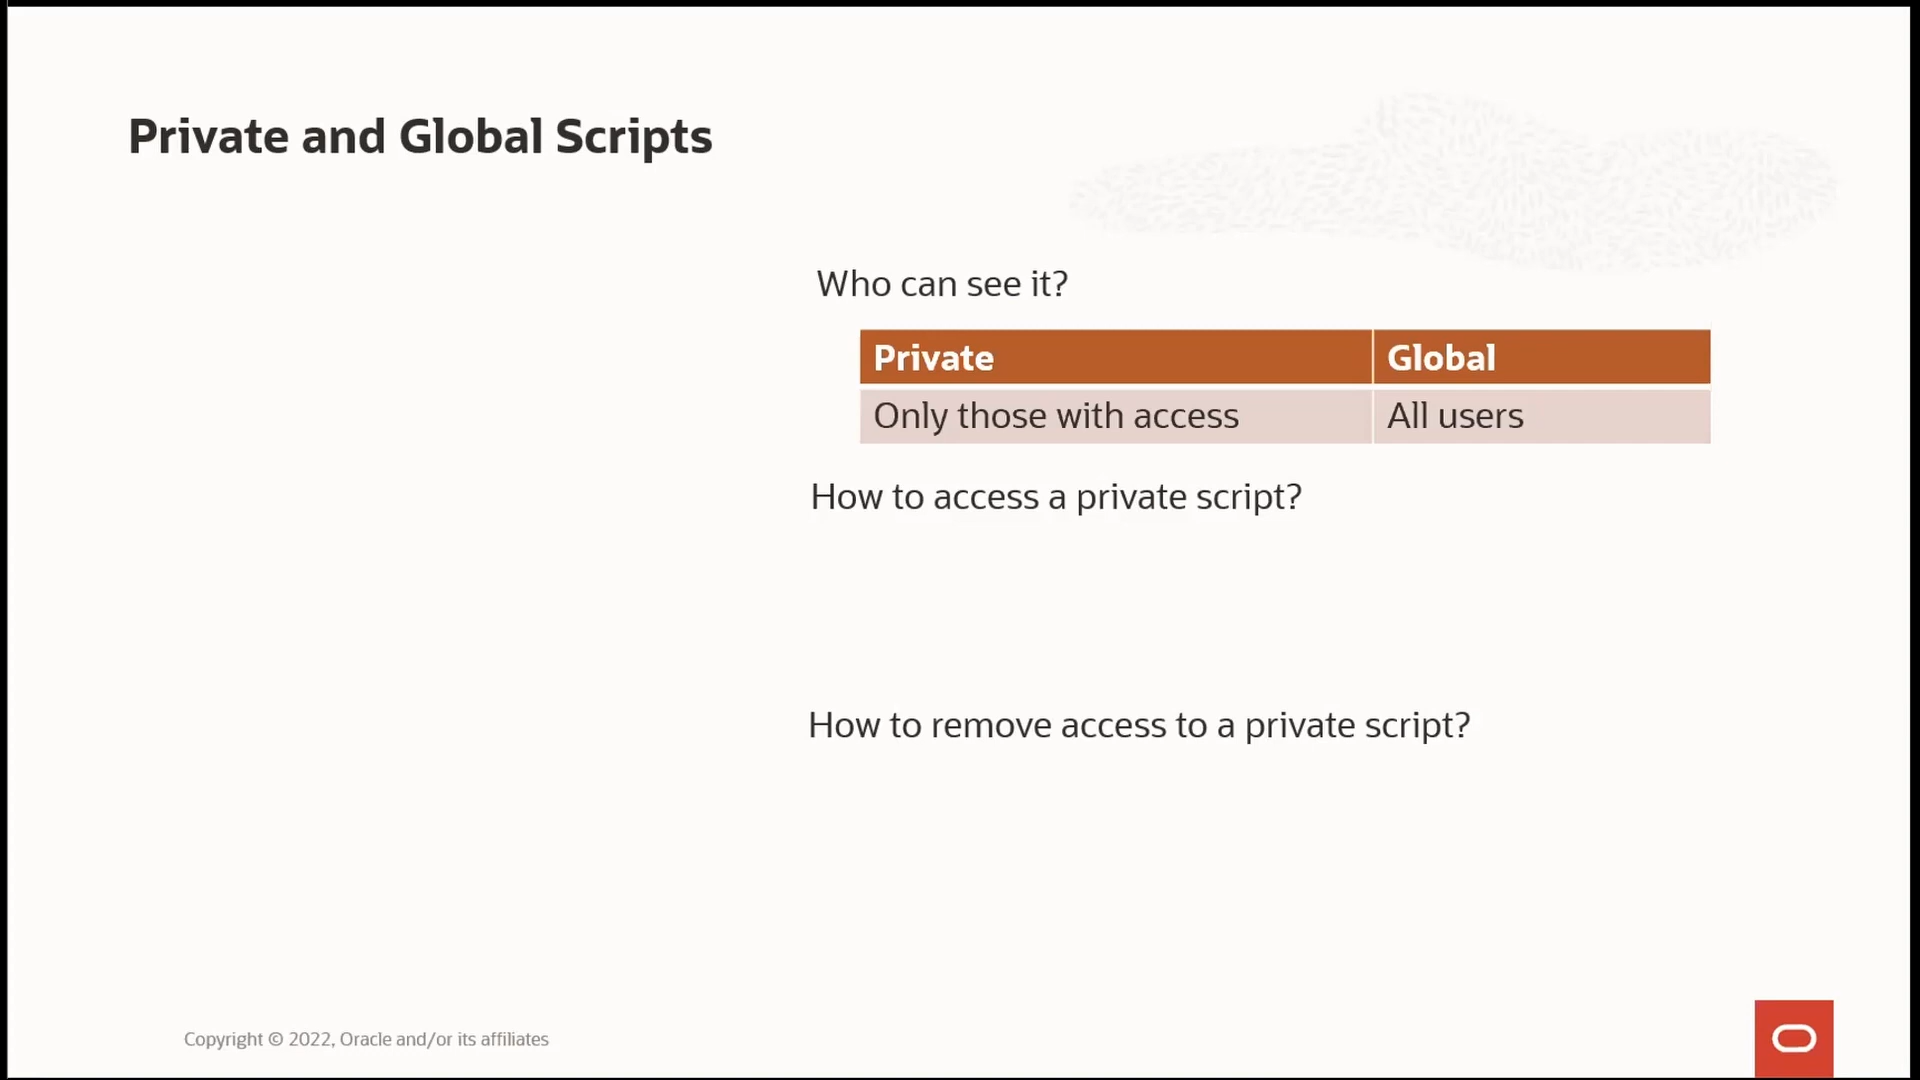 Private and Global Scripts
Who can see it?
Private Global
Only those with access All users
How to access a private script?
How to remove access to a private script?
Copyright © 2022, Oracle and/or its affiliates